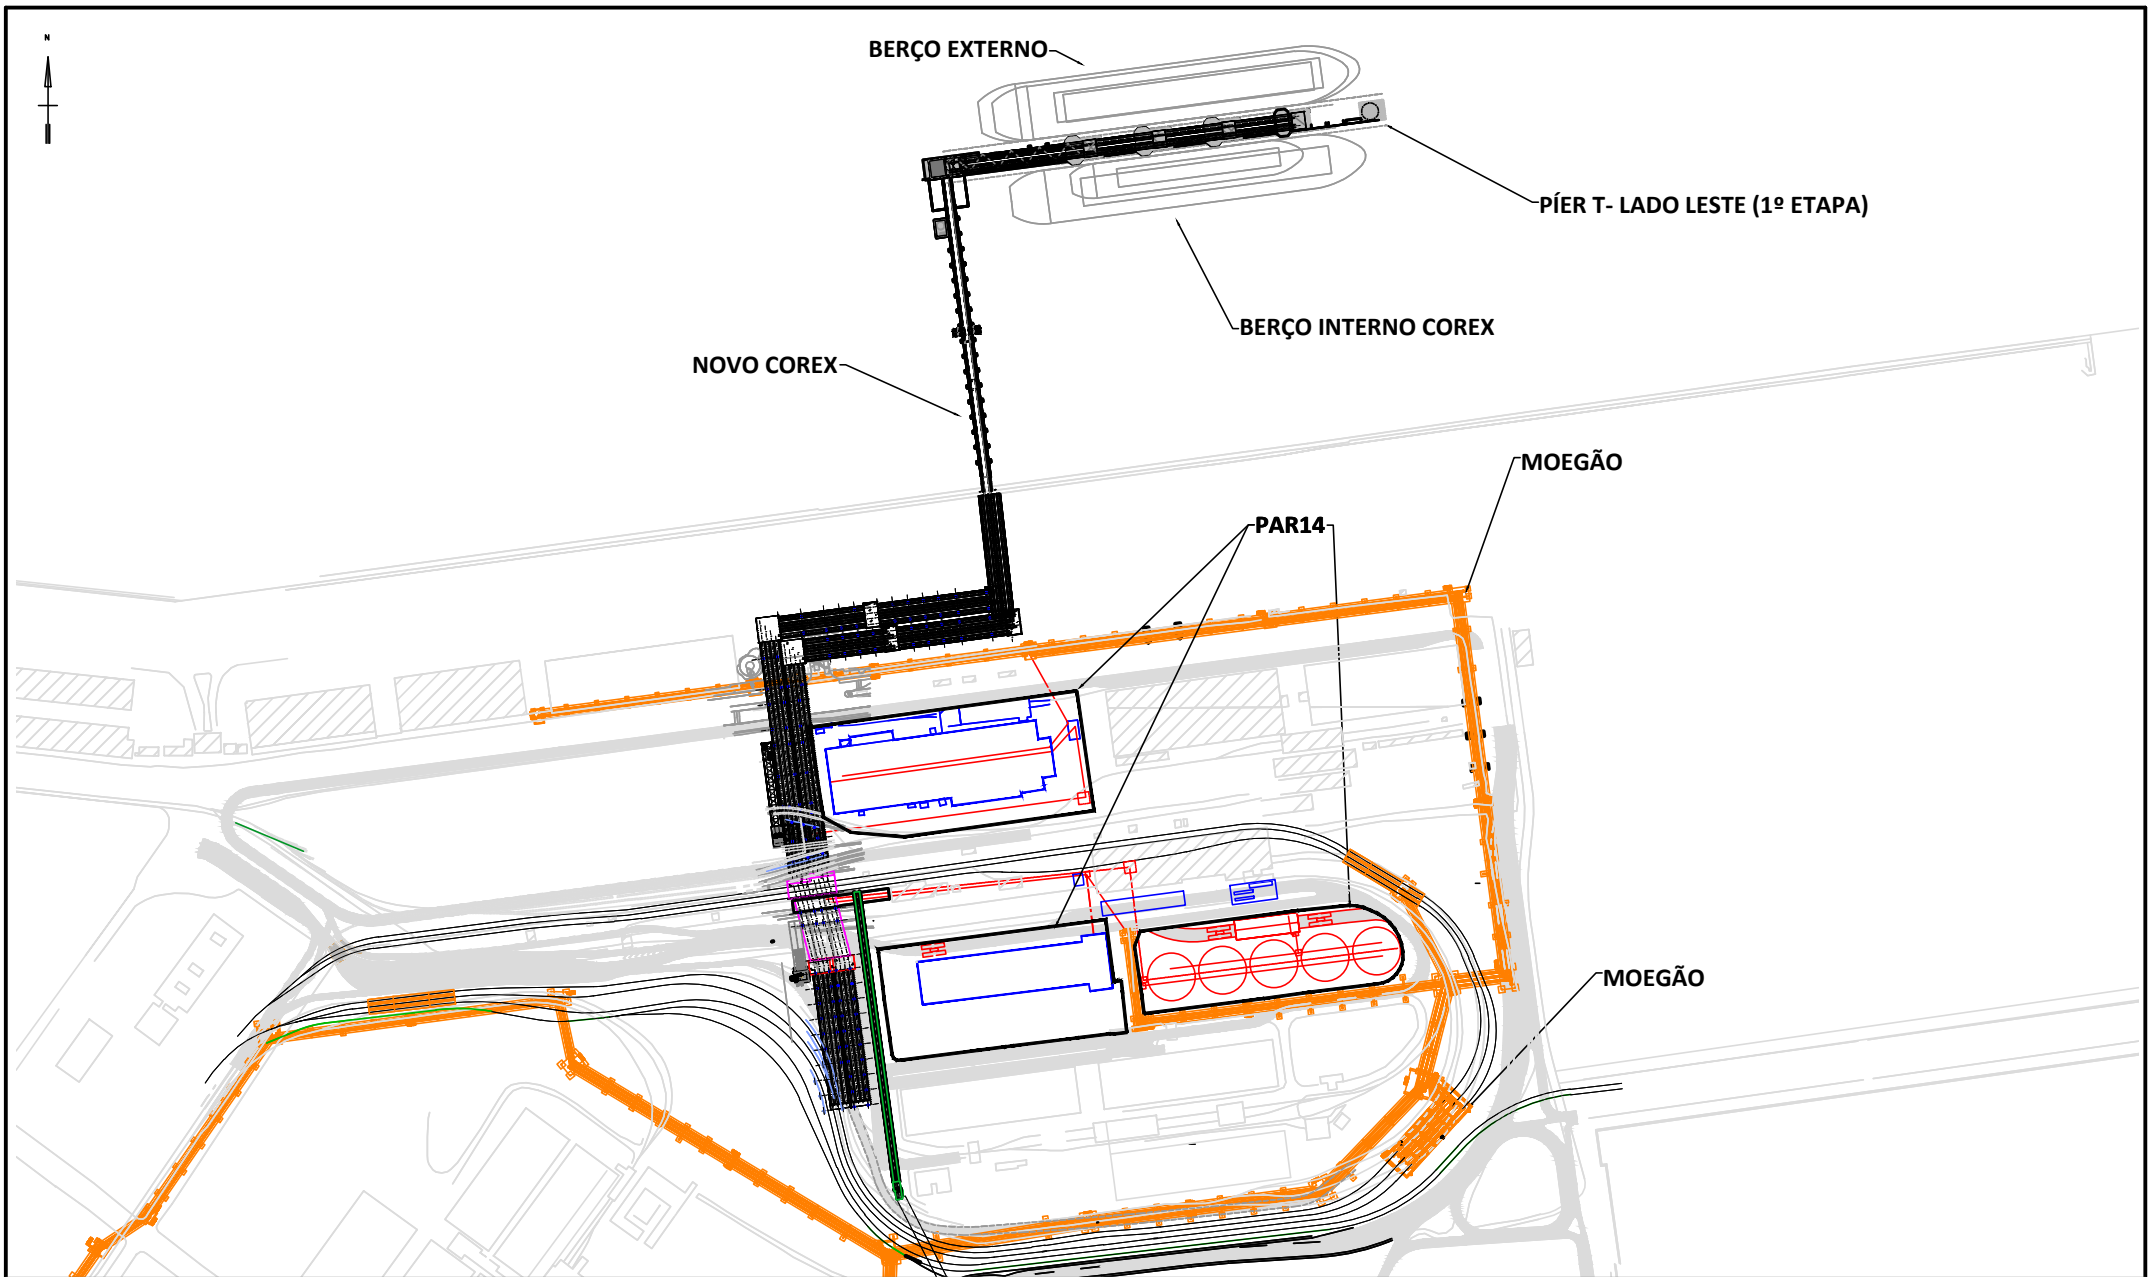 N
BERÇO EXTERNO
PÍER T- LADO LESTE (1º ETAPA)
BERÇO INTERNO COREX
NOVO COREX
MOEGÃO
PAR14
MOEGÃO